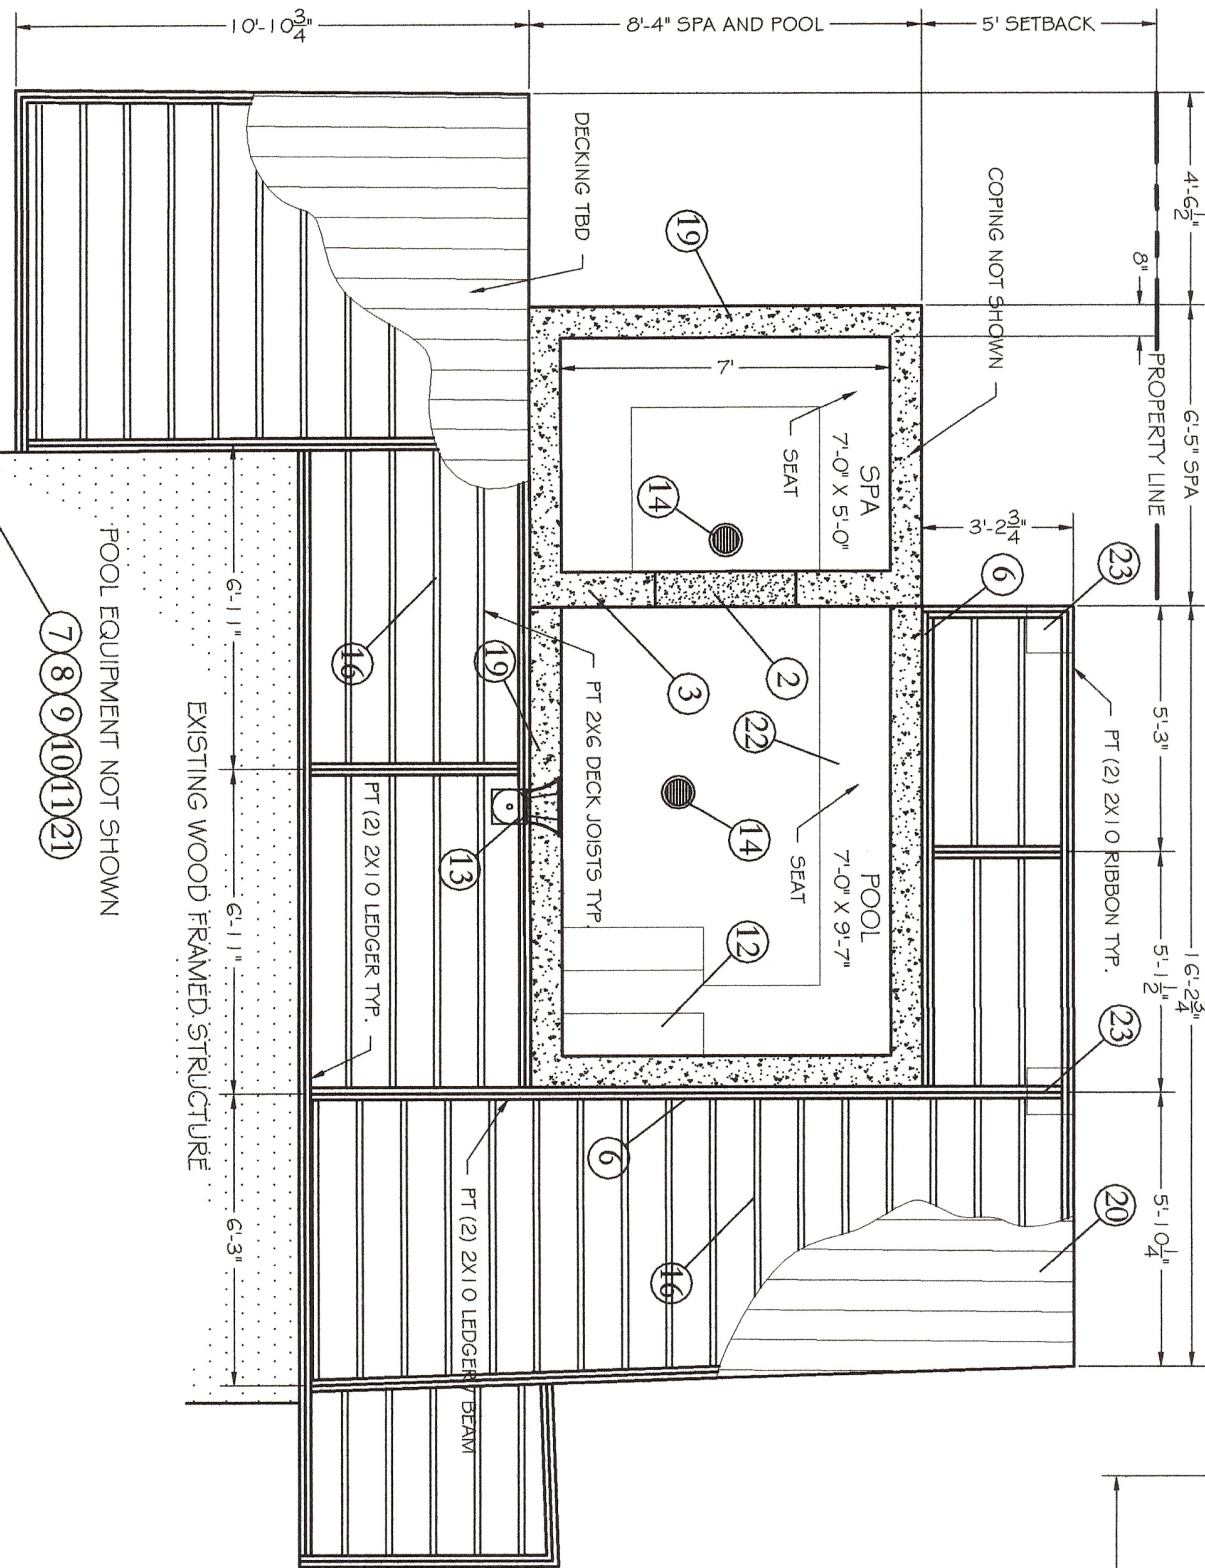 10'-10 3/4"
8'-4" SPA AND POOL
5' SETBACK
4'-6 1/2"
8"
6'-5" SPA
16'-2 3/4"
PROPERTY LINE
COPING NOT SHOWN
DECKING TBD
19
7'
SPA
7'-0" X 5'-0"
SEAT
14
3'-2 3/4"
6
23
5'-3"
5'-1 1/2"
5'-10 1/4"
PT (2) 2X10 RIBBON TYP.
23
20
2
3
22
14
POOL
7'-0" X 9'-7"
SEAT
12
13
19
16
PT 2X6 DECK JOISTS TYP.
PT (2) 2X10 LEDGER TYP.
6
16
PT (2) 2X10 LEDGER/ BEAM
6'-11"
6'-11"
6'-3"
EXISTING WOOD FRAMED STRUCTURE
POOL EQUIPMENT NOT SHOWN
7 8 9 10 11 21